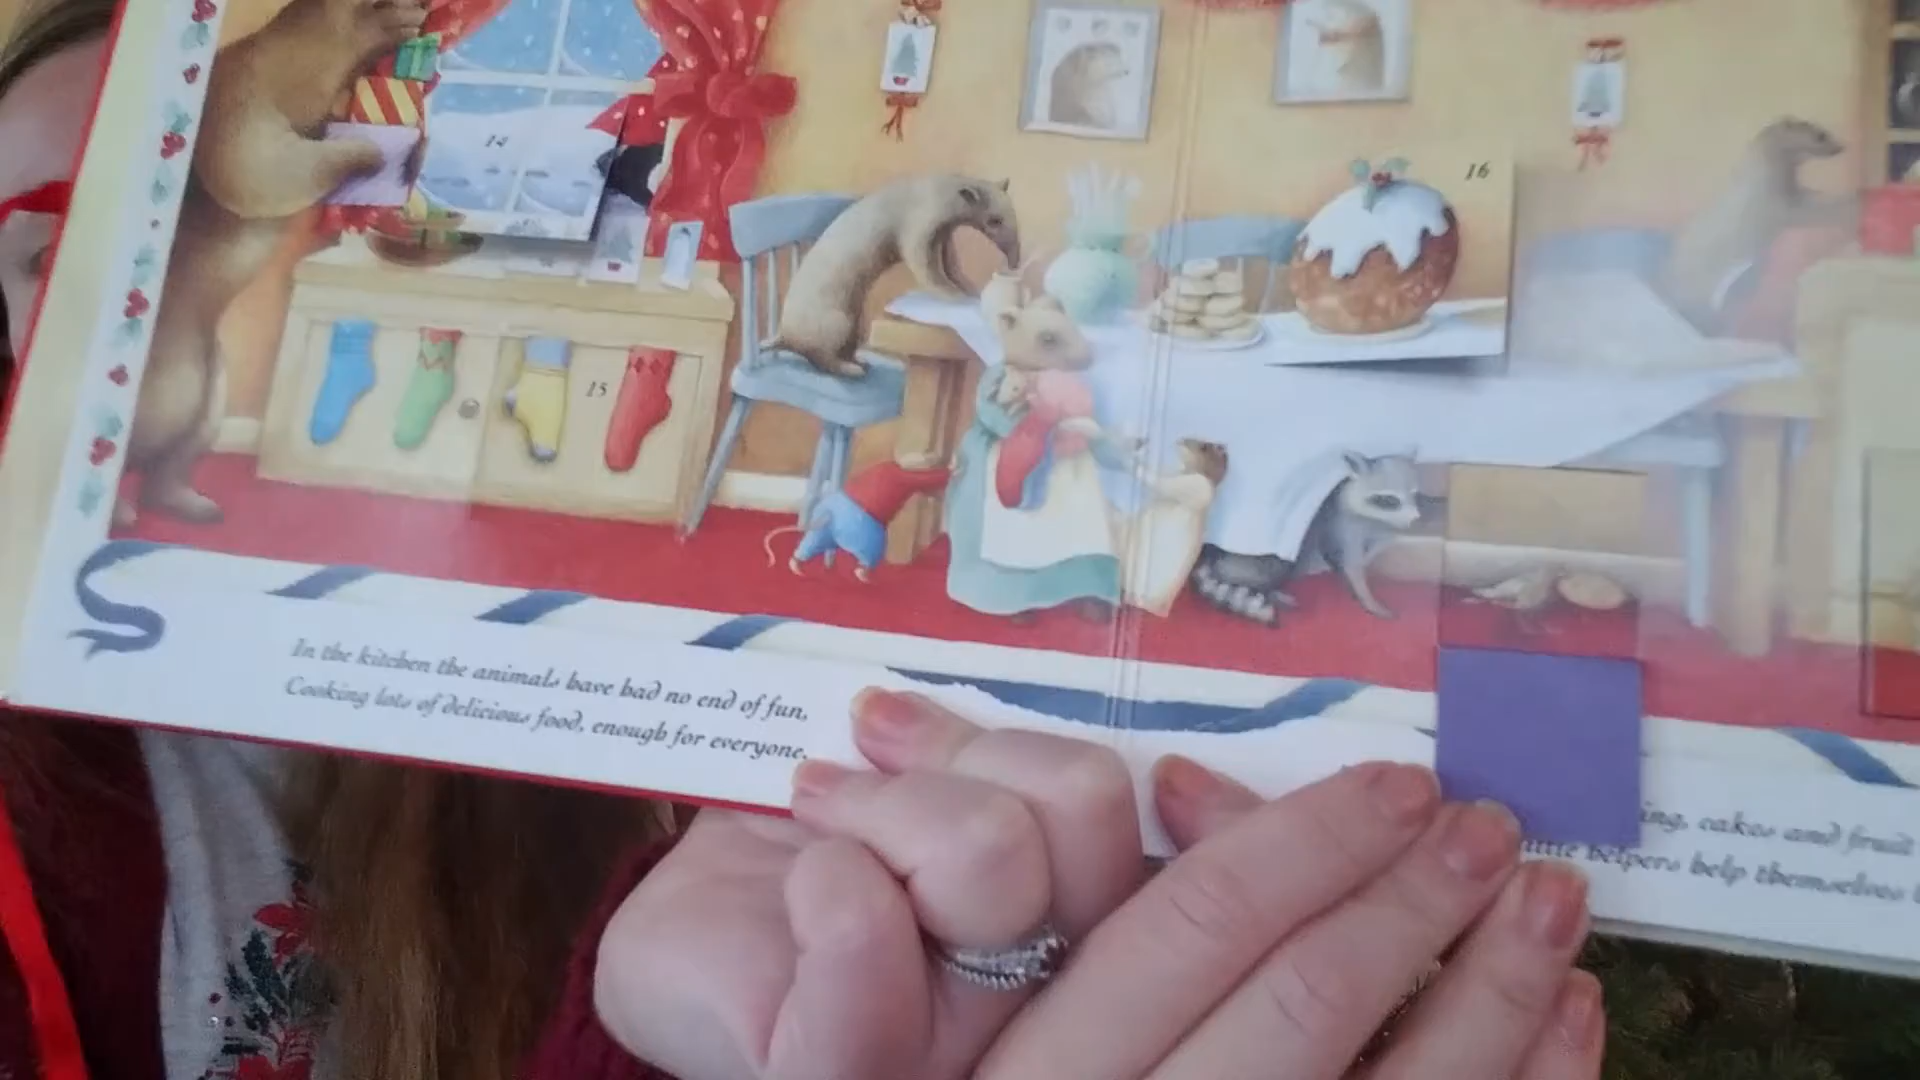 14
16
15
In the kitchen the animals have had no end of fun,
Cooking lots of delicious food, enough for everyone.
cakes and fruit
helpers help themselves